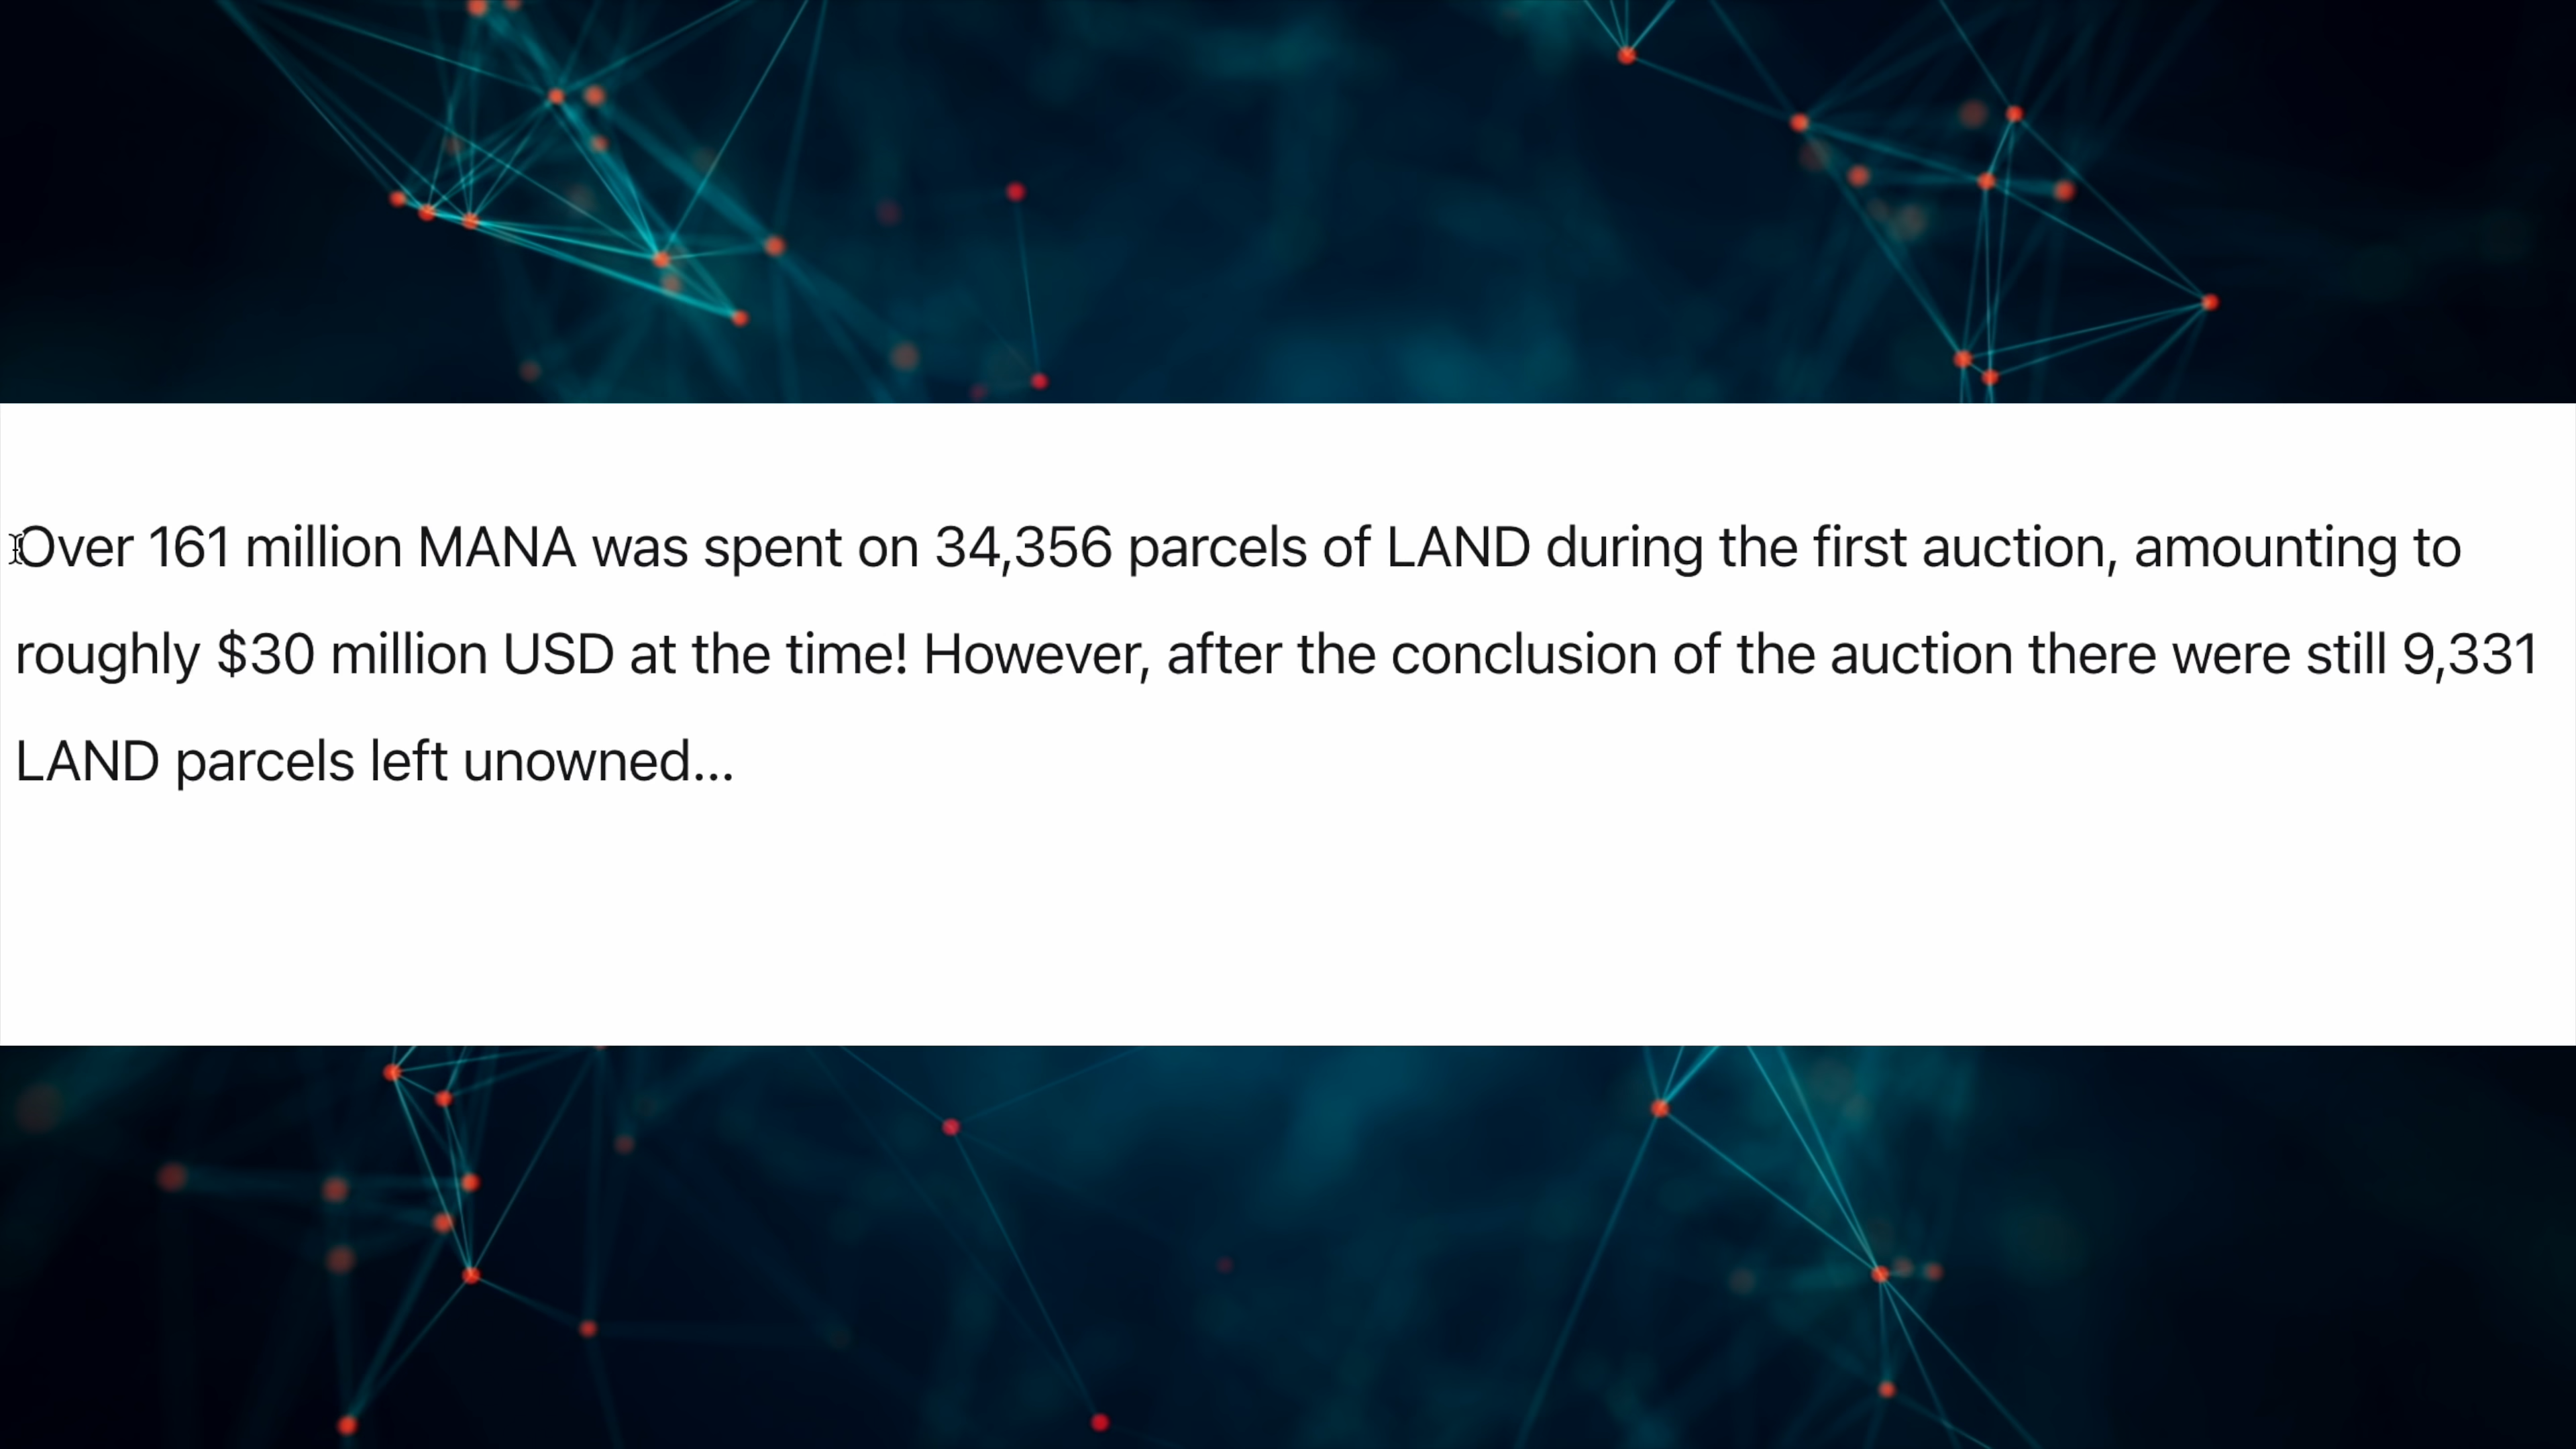 Over 161 million MANA was spent on 34,356 parcels of LAND during the first auction, amounting to
roughly $30 million USD at the time! However, after the conclusion of the auction there were still 9,331
LAND parcels left unowned...